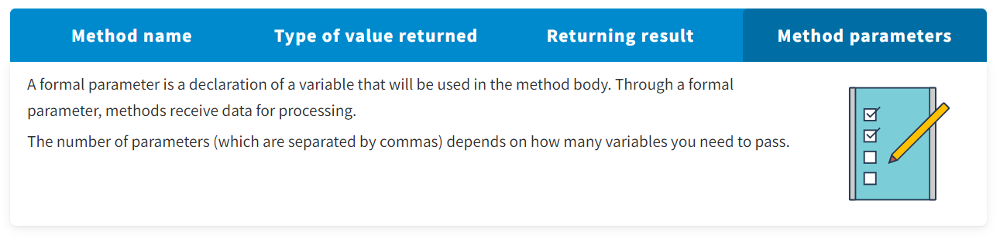 Method name
Type of value returned
Returning result
Method parameters
A formal parameter is a declaration of a variable that will be used in the method body. Through a formal
parameter, methods receive data for processing.
The number of parameters (which are separated by commas) depends on how many variables you need to pass.